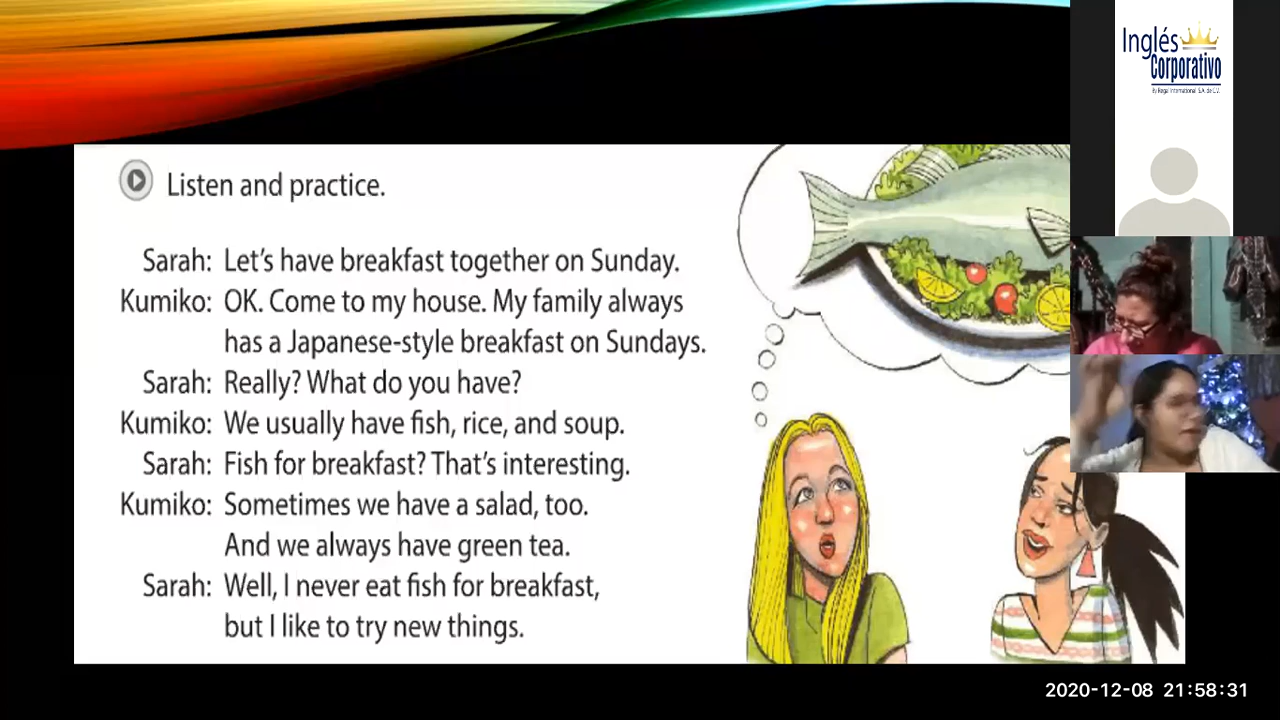 Inglés
Corporativo
By Regal International S.A. de C.V.
Listen and practice.
Sarah: Let's have breakfast together on Sunday.
Kumiko: OK. Come to my house. My family always
has a Japanese-style breakfast on Sundays.
Sarah: Really? What do you have?
Kumiko: We usually have fish, rice, and soup.
Sarah: Fish for breakfast? That's interesting.
Kumiko: Sometimes we have a salad, too.
And we always have green tea.
Sarah: Well, I never eat fish for breakfast,
but I like to try new things.
2020-12-08 21:58:31